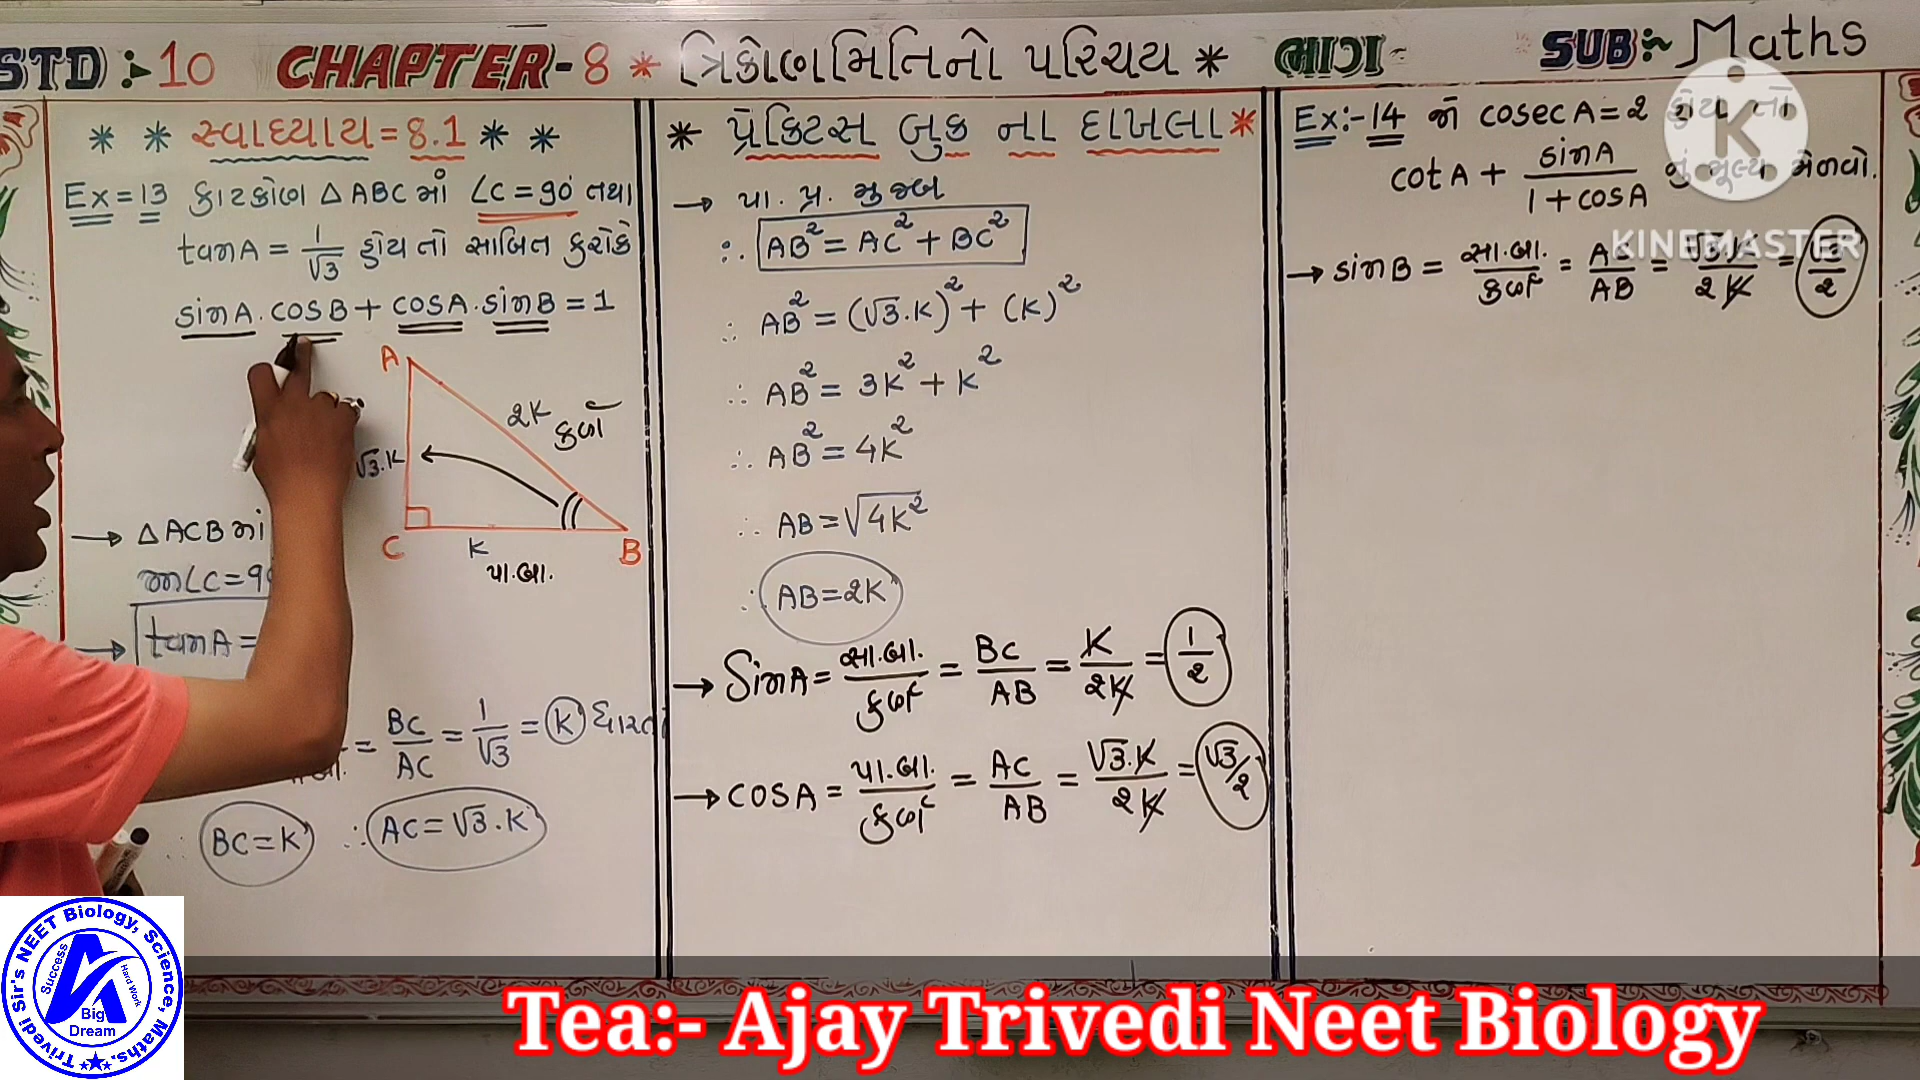 STD :- 10 CHAPTER - 8 * ત્રિકોણમિતિનો પરિચય * ભાગ - SUB :- Maths
* * સ્વાધ્યાય = 8.1 * *
Ex = 13 કાટકોણ △ABC માં ∠C = 90° તથા
tanA = 1/√3 હોય તો સાબિત કરો કે
sinA . cosB + cosA . sinB = 1
A
2K કર્ણ
√3.K
C
K
B
પા.બા.
→ △ACB માં
m∠C = 9
→ tanA =
= BC/AC = 1/√3 = K ધારતાં
∴ BC = K ∴ AC = √3 . K
* પ્રેક્ટિસ બુક ના દાખલા *
→ પા. પ્ર. મુજબ
∴ AB² = AC² + BC²
∴ AB² = (√3.K)² + (K)²
∴ AB² = 3K² + K²
∴ AB² = 4K²
∴ AB = √4K²
∴ AB = 2K
→ SinA = સા.બા./કર્ણ = BC/AB = K/2K = 1/2
→ COSA = પા.બા./કર્ણ = AC/AB = √3.K/2K = √3/2
Ex:- 14 જો cosecA = 2 હોય તો
cotA + sinA/1+cosA નું મૂલ્ય મેળવો.
→ sinB = સા.બા./કર્ણ = AC/AB = √3.K/2K = √3/2
K
KINEMASTER
Trivedi Sir's NEET Biology, Science, Maths,
Success
Hard Work
Big
Dream
Tea:- Ajay Trivedi Neet Biology